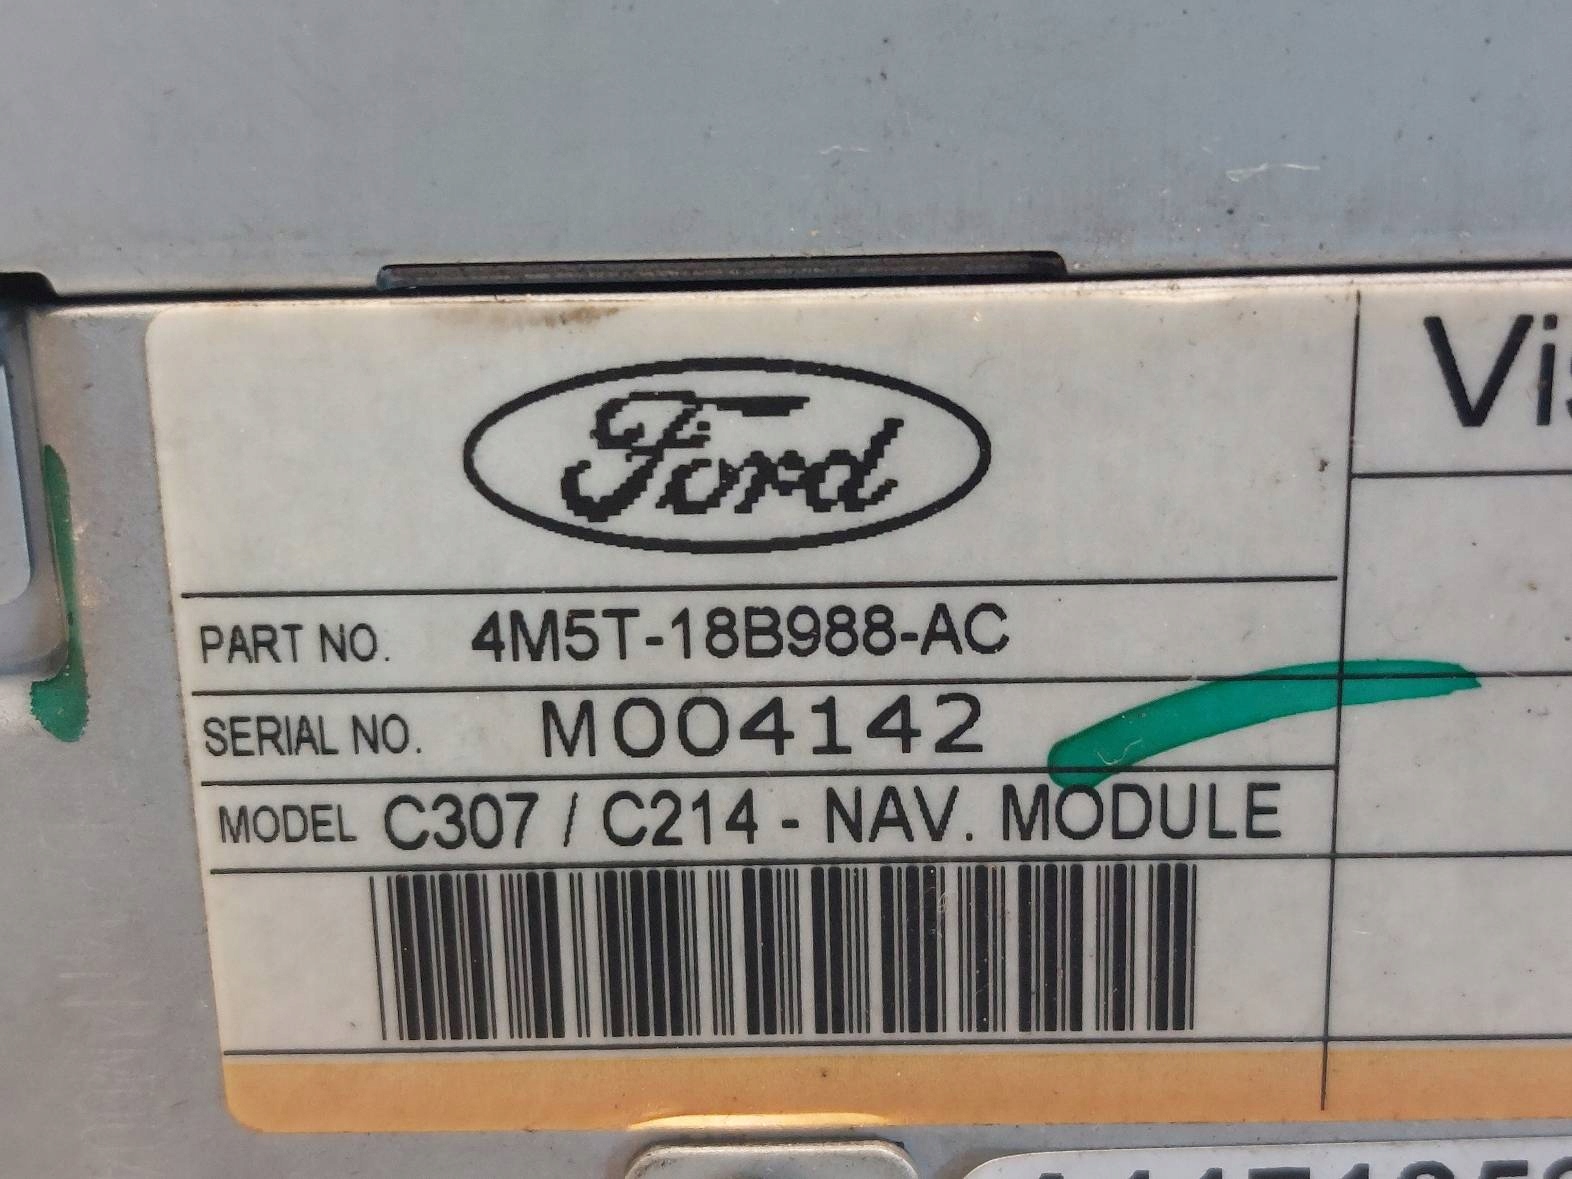 Ford
PART NO. 4M5T-18B988-AC
SERIAL NO. M004142
MODEL C307 / C214 - NAV. MODULE